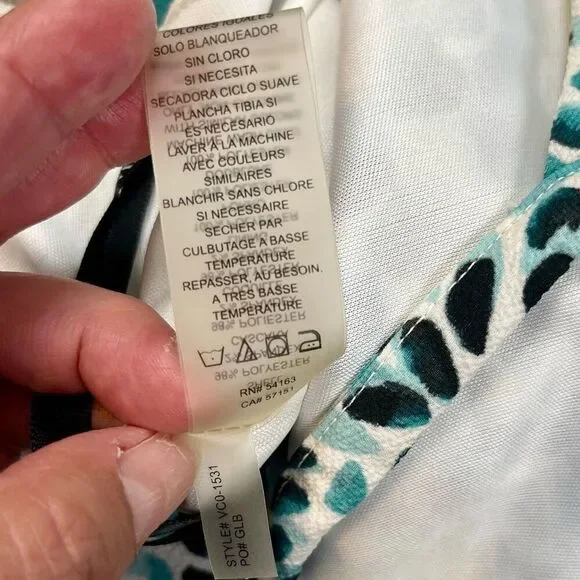 COLORES IGUALES
SOLO BLANQUEADOR
SIN CLORO
SI NECESITA
SECADORA CICLO SUAVE
PLANCHA TIBIA SI
ES NECESARIO
LAVER À LA MACHINE
AVEC COULEURS
SIMILAIRES
BLANCHIR SANS CHLORE
SI NECESSAIRE
SECHER PAR
CULBUTAGE A BASSE
TEMPERATURE
REPASSER, AU BESOIN.
A TRES BASSE
TEMPERATURE
RN# 54163
CA# 57151
STYLE# VC0-1531
PO# GLB